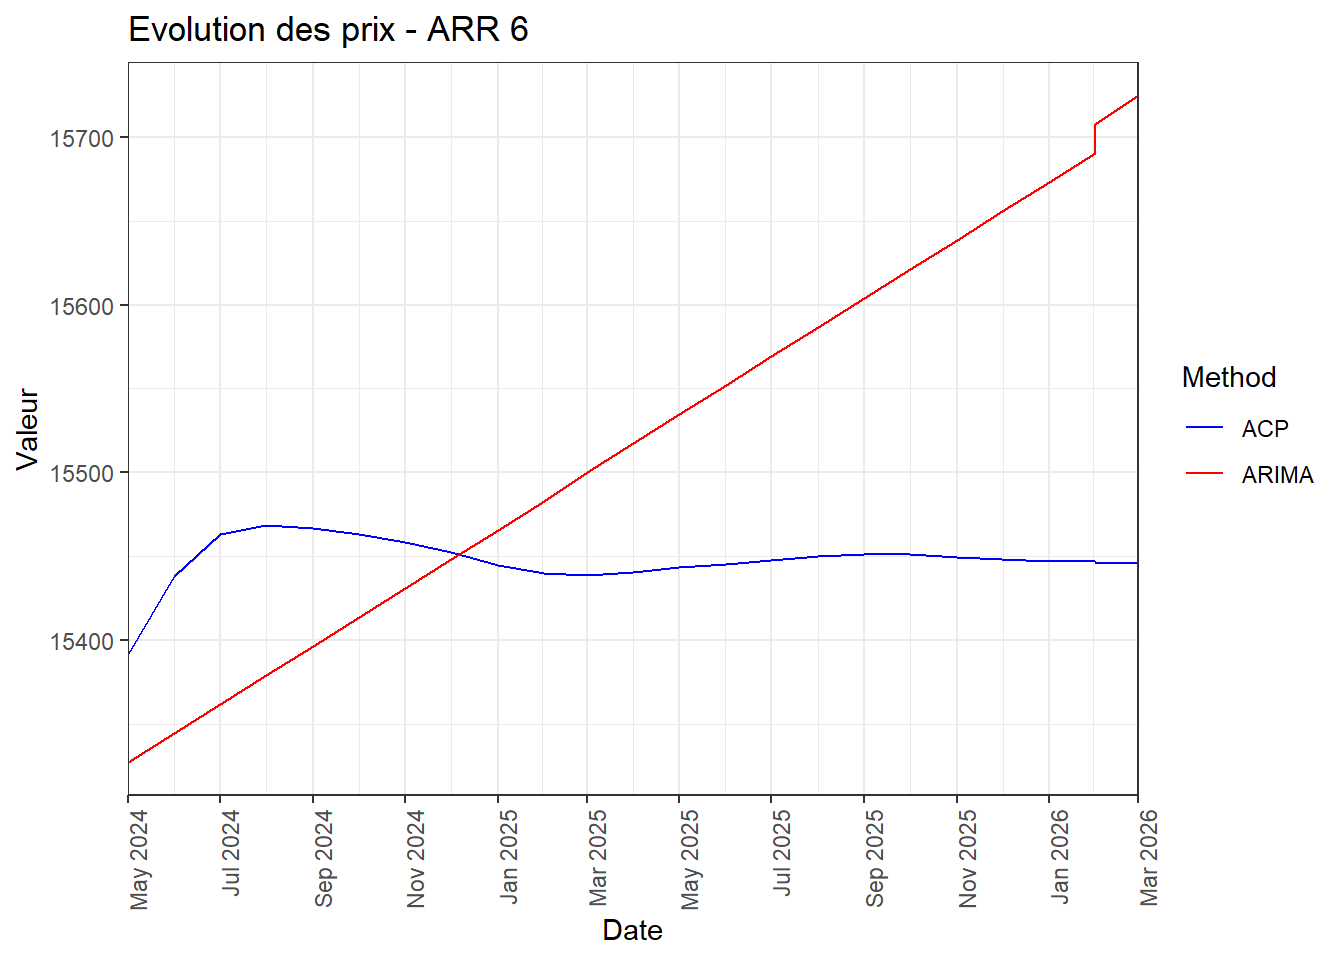 Evolution des prix - ARR 6
15700
15600
15500
15400
Valeur
May 2024
Jul 2024
Sep 2024
Nov 2024
Jan 2025
Mar 2025
May 2025
Jul 2025
Sep 2025
Nov 2025
Jan 2026
Mar 2026
Date
Method
ACP
ARIMA